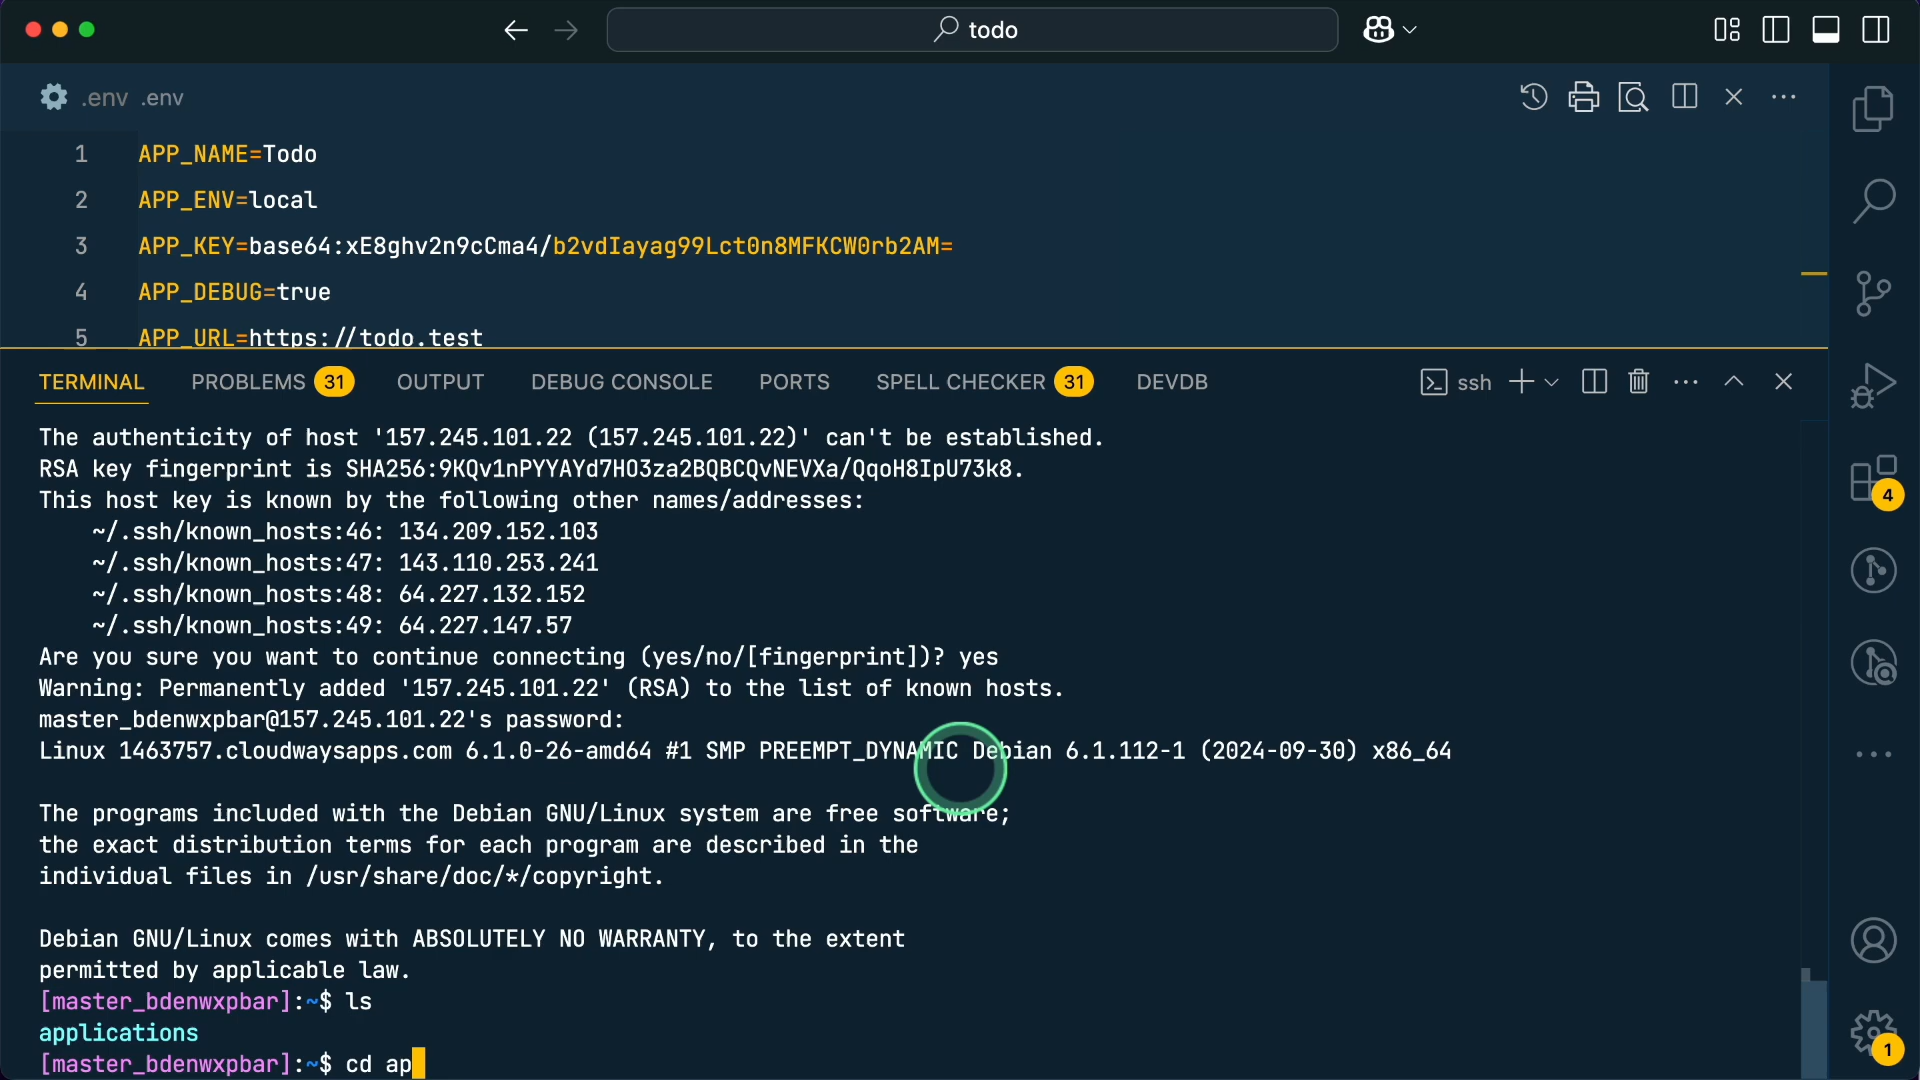 todo
.env .env
1 APP_NAME=Todo
2 APP_ENV=local
3 APP_KEY=base64:xE8ghv2n9cCma4/b2vdIayag99Lct0n8MFKCW0rb2AM=
4 APP_DEBUG=true
5 APP_URL=https://todo.test
TERMINAL PROBLEMS 31 OUTPUT DEBUG CONSOLE PORTS SPELL CHECKER 31 DEVDB ssh
The authenticity of host '157.245.101.22 (157.245.101.22)' can't be established.
RSA key fingerprint is SHA256:9KQv1nPYYAYd7HO3za2BQBCQvNEVXa/QqoH8IpU73k8.
This host key is known by the following other names/addresses:
~/.ssh/known_hosts:46: 134.209.152.103
~/.ssh/known_hosts:47: 143.110.253.241
~/.ssh/known_hosts:48: 64.227.132.152
~/.ssh/known_hosts:49: 64.227.147.57
Are you sure you want to continue connecting (yes/no/[fingerprint])? yes
Warning: Permanently added '157.245.101.22' (RSA) to the list of known hosts.
master_bdenwxpbar@157.245.101.22's password:
Linux 1463757.cloudwaysapps.com 6.1.0-26-amd64 #1 SMP PREEMPT_DYNAMIC Debian 6.1.112-1 (2024-09-30) x86_64
The programs included with the Debian GNU/Linux system are free software;
the exact distribution terms for each program are described in the
individual files in /usr/share/doc/*/copyright.
Debian GNU/Linux comes with ABSOLUTELY NO WARRANTY, to the extent
permitted by applicable law.
[master_bdenwxpbar]:~$ ls
applications
[master_bdenwxpbar]:~$ cd ap
4
1